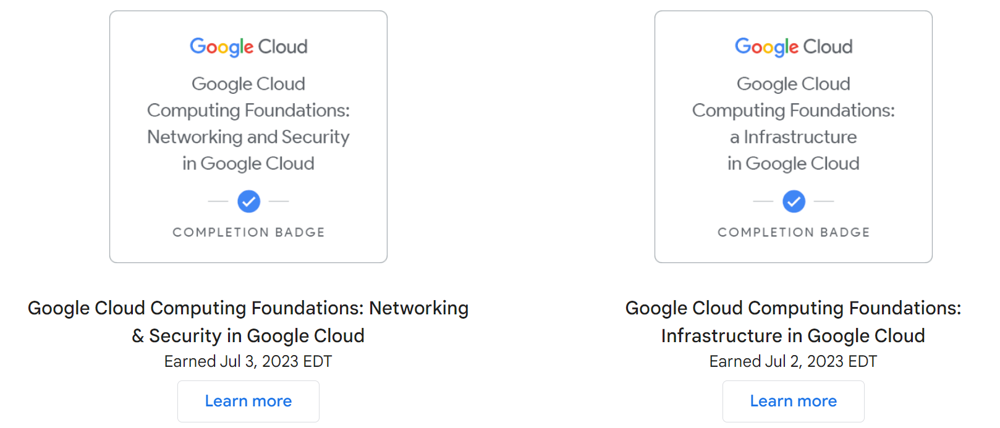 Google Cloud
Google Cloud
Computing Foundations:
Networking and Security
in Google Cloud
COMPLETION BADGE
Google Cloud Computing Foundations: Networking
& Security in Google Cloud
Earned Jul 3, 2023 EDT
Learn more
Google Cloud
Google Cloud
Computing Foundations:
a Infrastructure
in Google Cloud
COMPLETION BADGE
Google Cloud Computing Foundations:
Infrastructure in Google Cloud
Earned Jul 2, 2023 EDT
Learn more